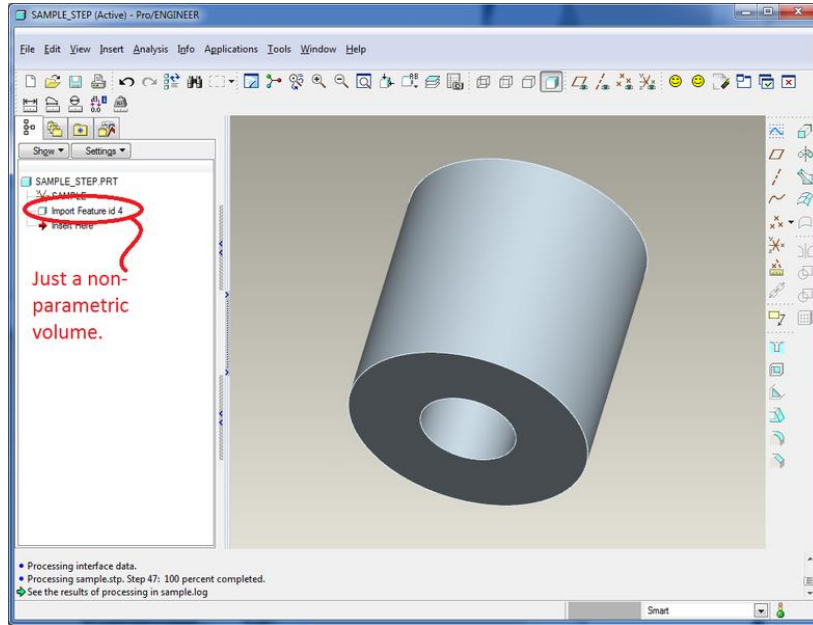 SAMPLE_STEP (Active) - Pro/ENGINEER
File Edit View Insert Analysis Info Applications Tools Window Help
Show Settings
SAMPLE_STEP.PRT
SAMPLE
Import Feature id 4
Insert Here
Just a non-
parametric
volume.
Processing interface data.
Processing sample.stp. Step 47: 100 percent completed.
See the results of processing in sample.log
Smart